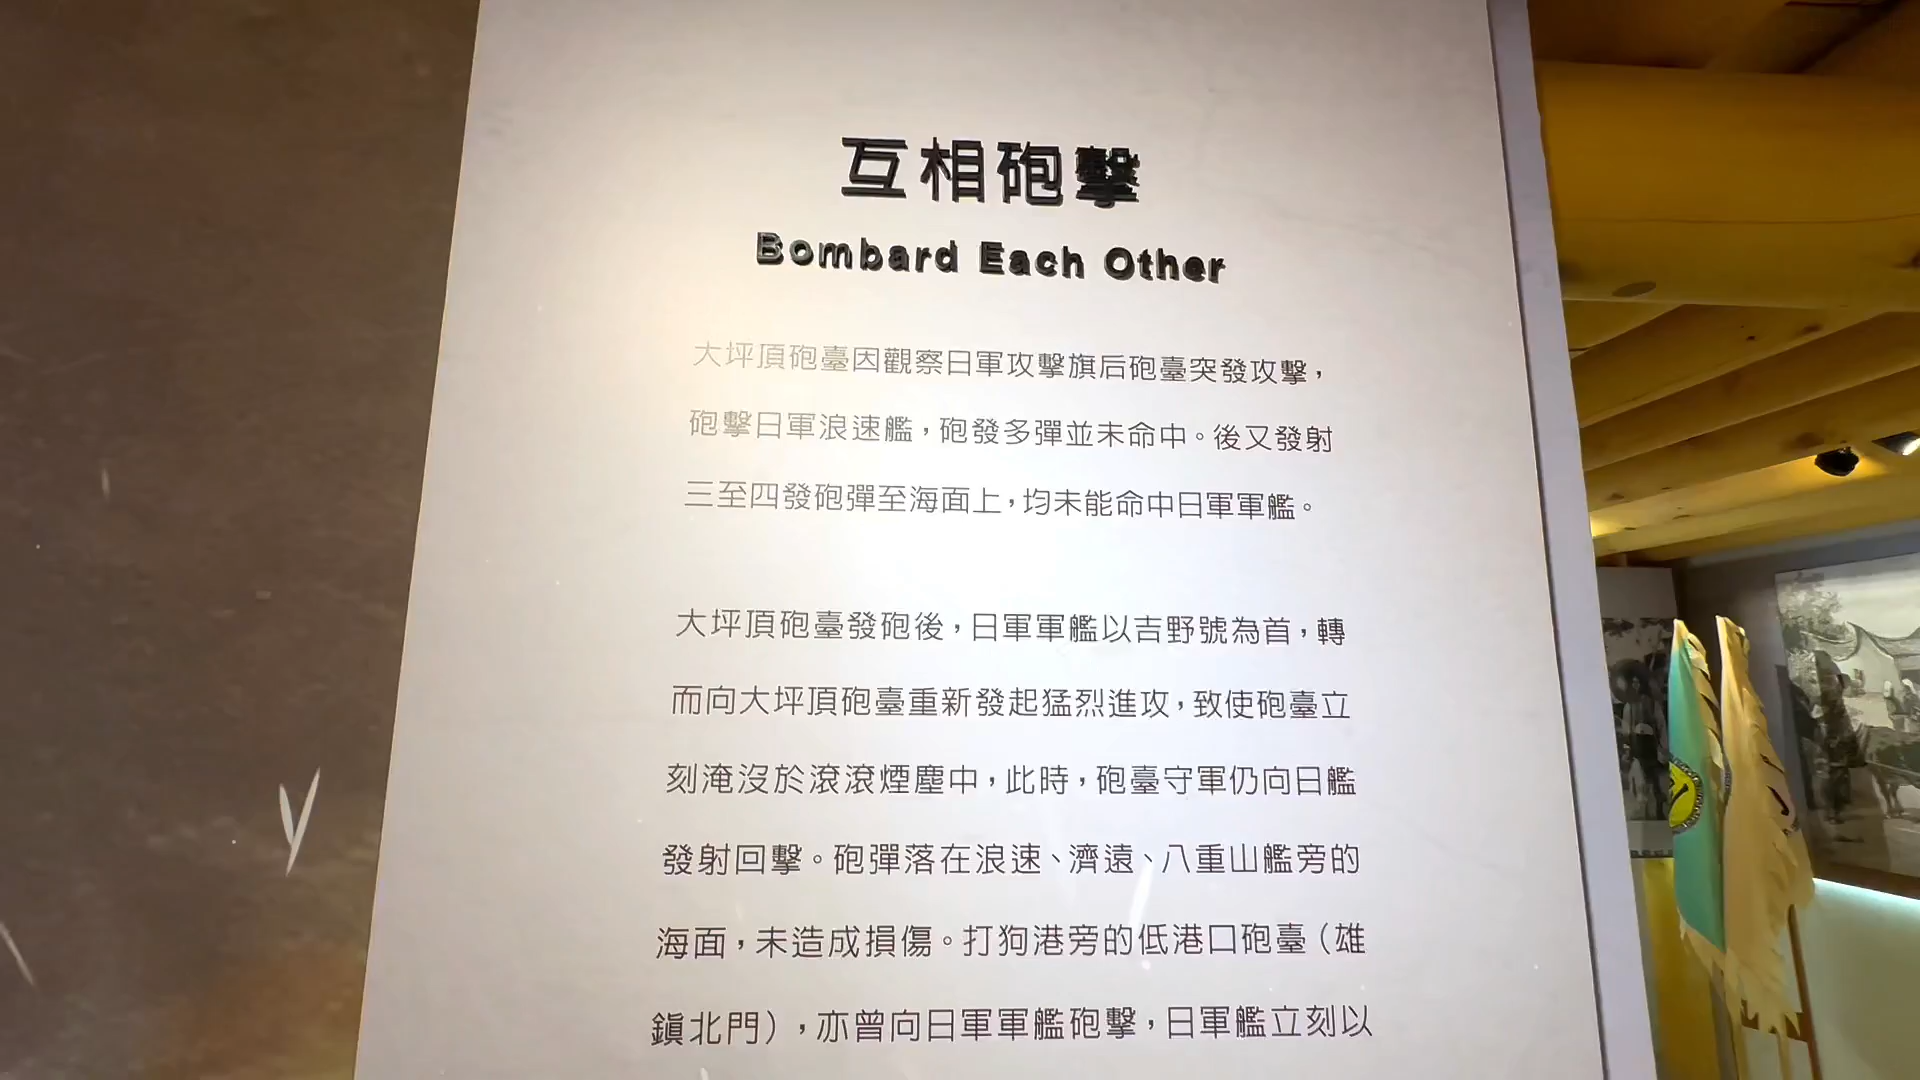 互相砲擊
Bombard Each Other
大坪頂砲臺因觀察日軍攻擊旗后砲臺突發攻擊，
砲擊日軍浪速艦，砲發多彈並未命中。後又發射
三至四發砲彈至海面上，均未能命中日軍軍艦。
大坪頂砲臺發砲後，日軍軍艦以吉野號為首，轉
而向大坪頂砲臺重新發起猛烈進攻，致使砲臺立
刻淹沒於滾滾煙塵中，此時，砲臺守軍仍向日艦
發射回擊。砲彈落在浪速、濟遠、八重山艦旁的
海面，未造成損傷。打狗港旁的低港口砲臺（雄
鎮北門），亦曾向日軍軍艦砲擊，日軍艦立刻以